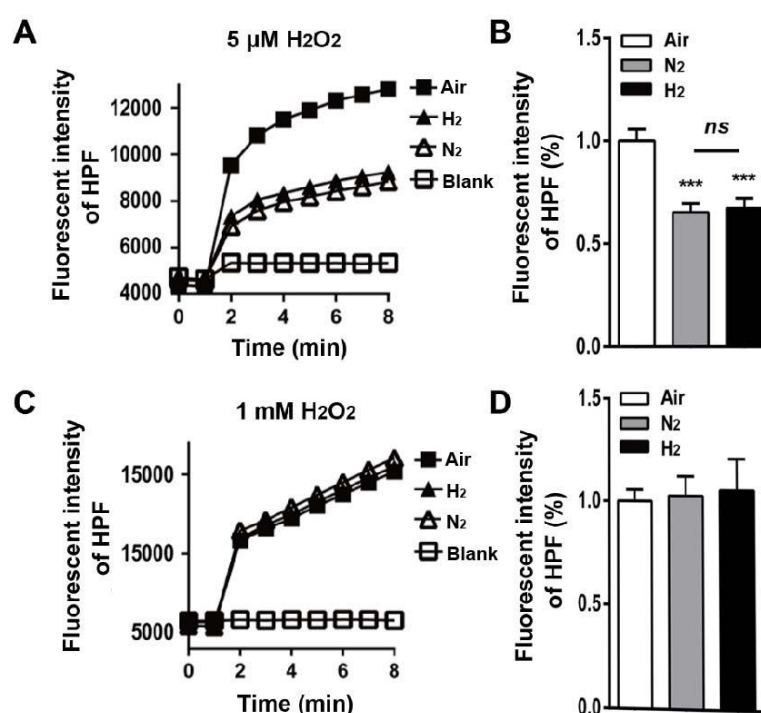 A
5 µM H2O2
Fluorescent intensity
of HPF
12000
10000
8000
6000
4000
0 2 4 6 8
Time (min)
Air
H2
N2
Blank
B
Fluorescent intensity
of HPF (%)
1.5
1.0
0.5
0.0
Air
N2
H2
ns
*** ***
C
1 mM H2O2
Fluorescent intensity
of HPF
15000
15000
5000
0 2 4 6 8
Time (min)
Air
H2
N2
Blank
D
Fluorescent intensity
of HPF (%)
1.5
1.0
0.5
0.0
Air
N2
H2